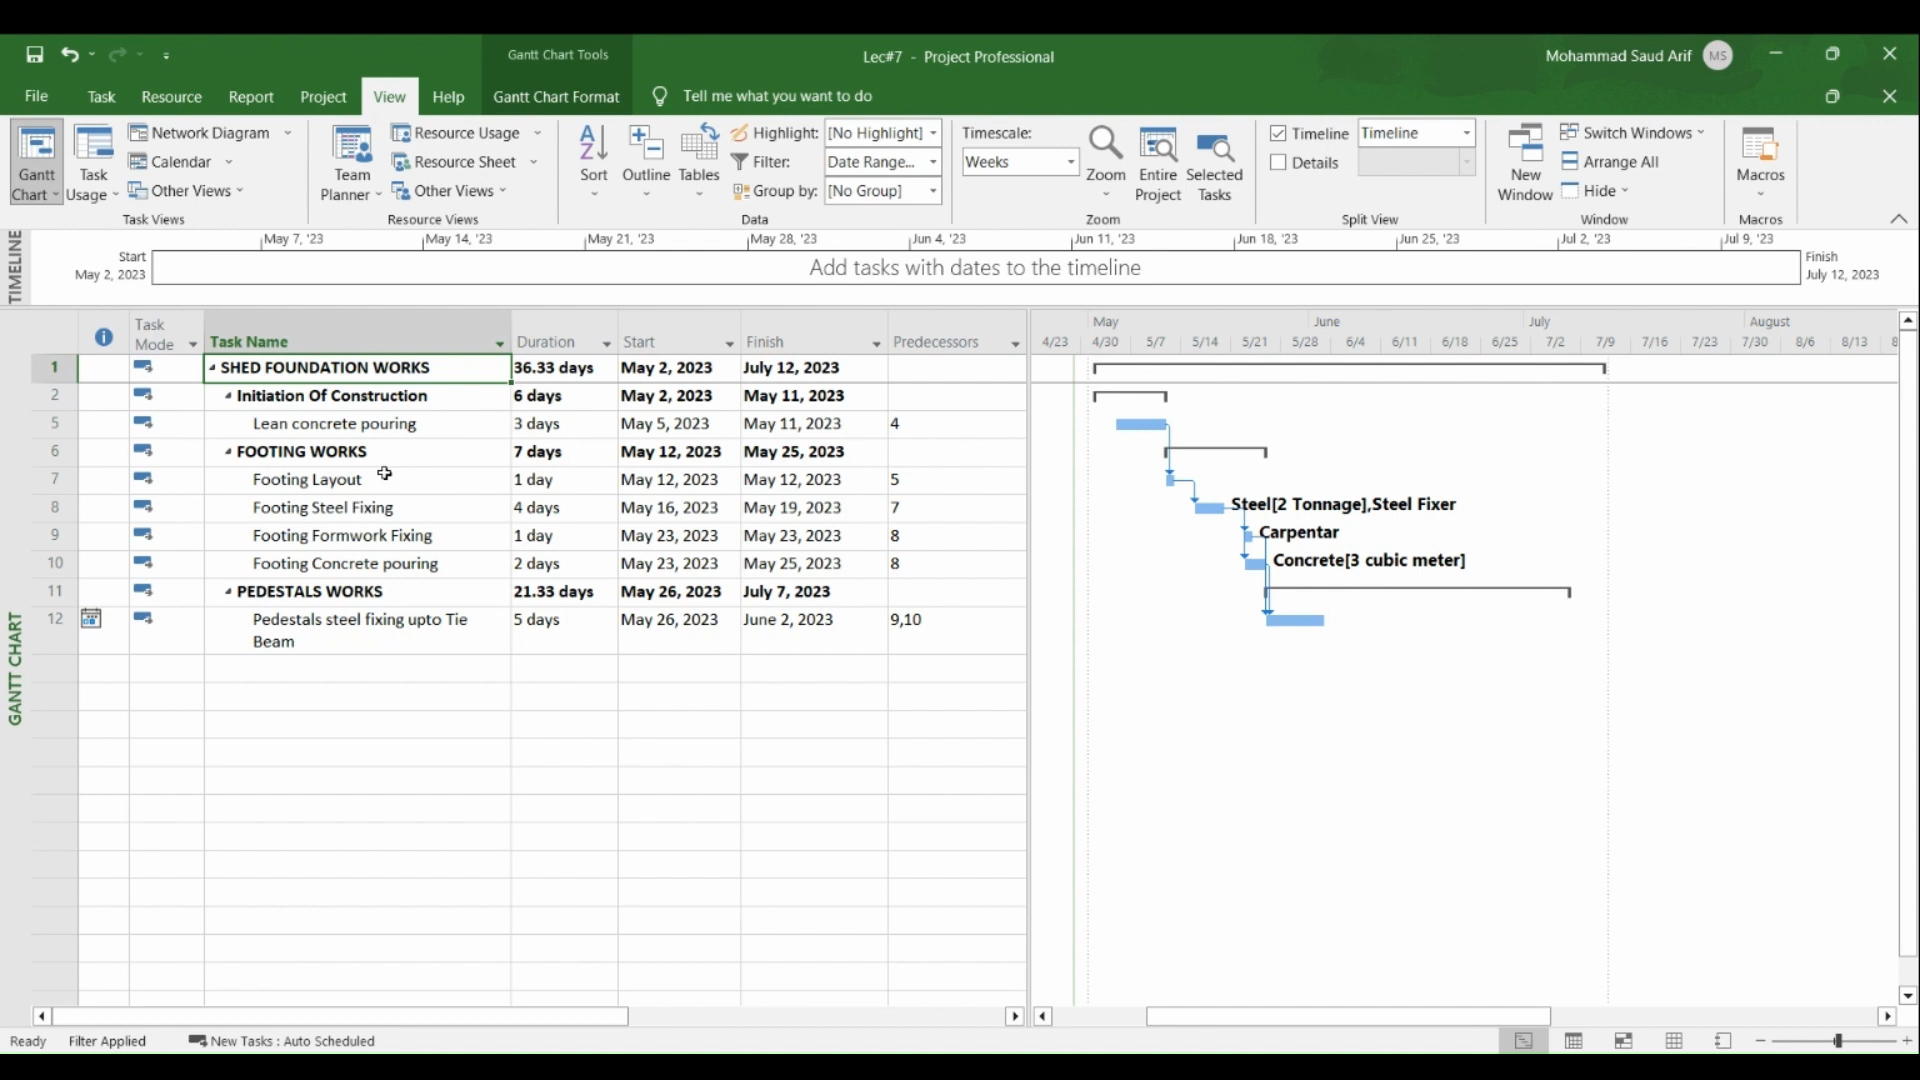 Gantt Chart Tools
Lec#7 - Project Professional
Mohammad Saud Arif
MS
File Task Resource Report Project View Help Gantt Chart Format Tell me what you want to do
Gantt Chart
Task Usage
Network Diagram
Calendar
Other Views
Task Views
Team Planner
Resource Usage
Resource Sheet
Other Views
Resource Views
Sort
Outline
Tables
Highlight: [No Highlight]
Filter: Date Range...
Group by: [No Group]
Data
Timescale:
Weeks
Zoom
Entire Project
Selected Tasks
Zoom
Timeline Timeline
Details
Split View
New Window
Switch Windows
Arrange All
Hide
Window
Macros
Macros
TIMELINE
May 7, '23 May 14, '23 May 21, '23 May 28, '23 Jun 4, '23 Jun 11, '23 Jun 18, '23 Jun 25, '23 Jul 2, '23 Jul 9, '23
Start
May 2, 2023
Add tasks with dates to the timeline
Finish
July 12, 2023
GANTT CHART
Task Mode Task Name Duration Start Finish Predecessors
May June July August
4/23 4/30 5/7 5/14 5/21 5/28 6/4 6/11 6/18 6/25 7/2 7/9 7/16 7/23 7/30 8/6 8/13 8
1 SHED FOUNDATION WORKS 36.33 days May 2, 2023 July 12, 2023
2 Initiation Of Construction 6 days May 2, 2023 May 11, 2023
5 Lean concrete pouring 3 days May 5, 2023 May 11, 2023 4
6 FOOTING WORKS 7 days May 12, 2023 May 25, 2023
7 Footing Layout 1 day May 12, 2023 May 12, 2023 5
8 Footing Steel Fixing 4 days May 16, 2023 May 19, 2023 7
Steel[2 Tonnage],Steel Fixer
9 Footing Formwork Fixing 1 day May 23, 2023 May 23, 2023 8
Carpentar
10 Footing Concrete pouring 2 days May 23, 2023 May 25, 2023 8
Concrete[3 cubic meter]
11 PEDESTALS WORKS 21.33 days May 26, 2023 July 7, 2023
12 Pedestals steel fixing upto Tie 5 days May 26, 2023 June 2, 2023 9,10
Beam
Ready Filter Applied New Tasks : Auto Scheduled